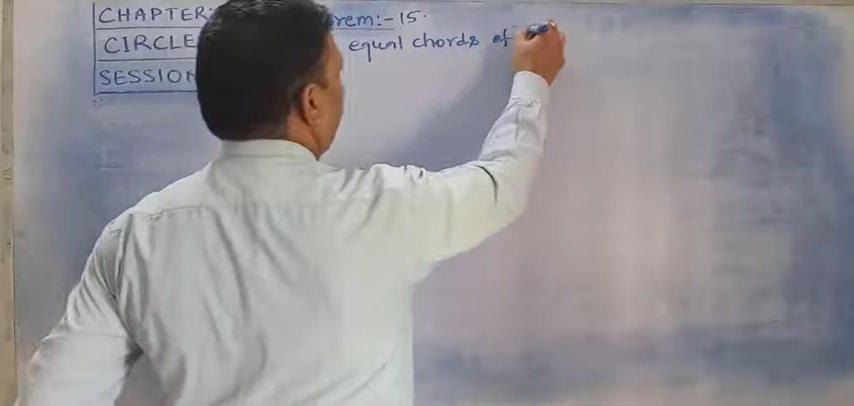 CHAPTER:
rem:- 15.
CIRCLE
equal chords of
SESSION